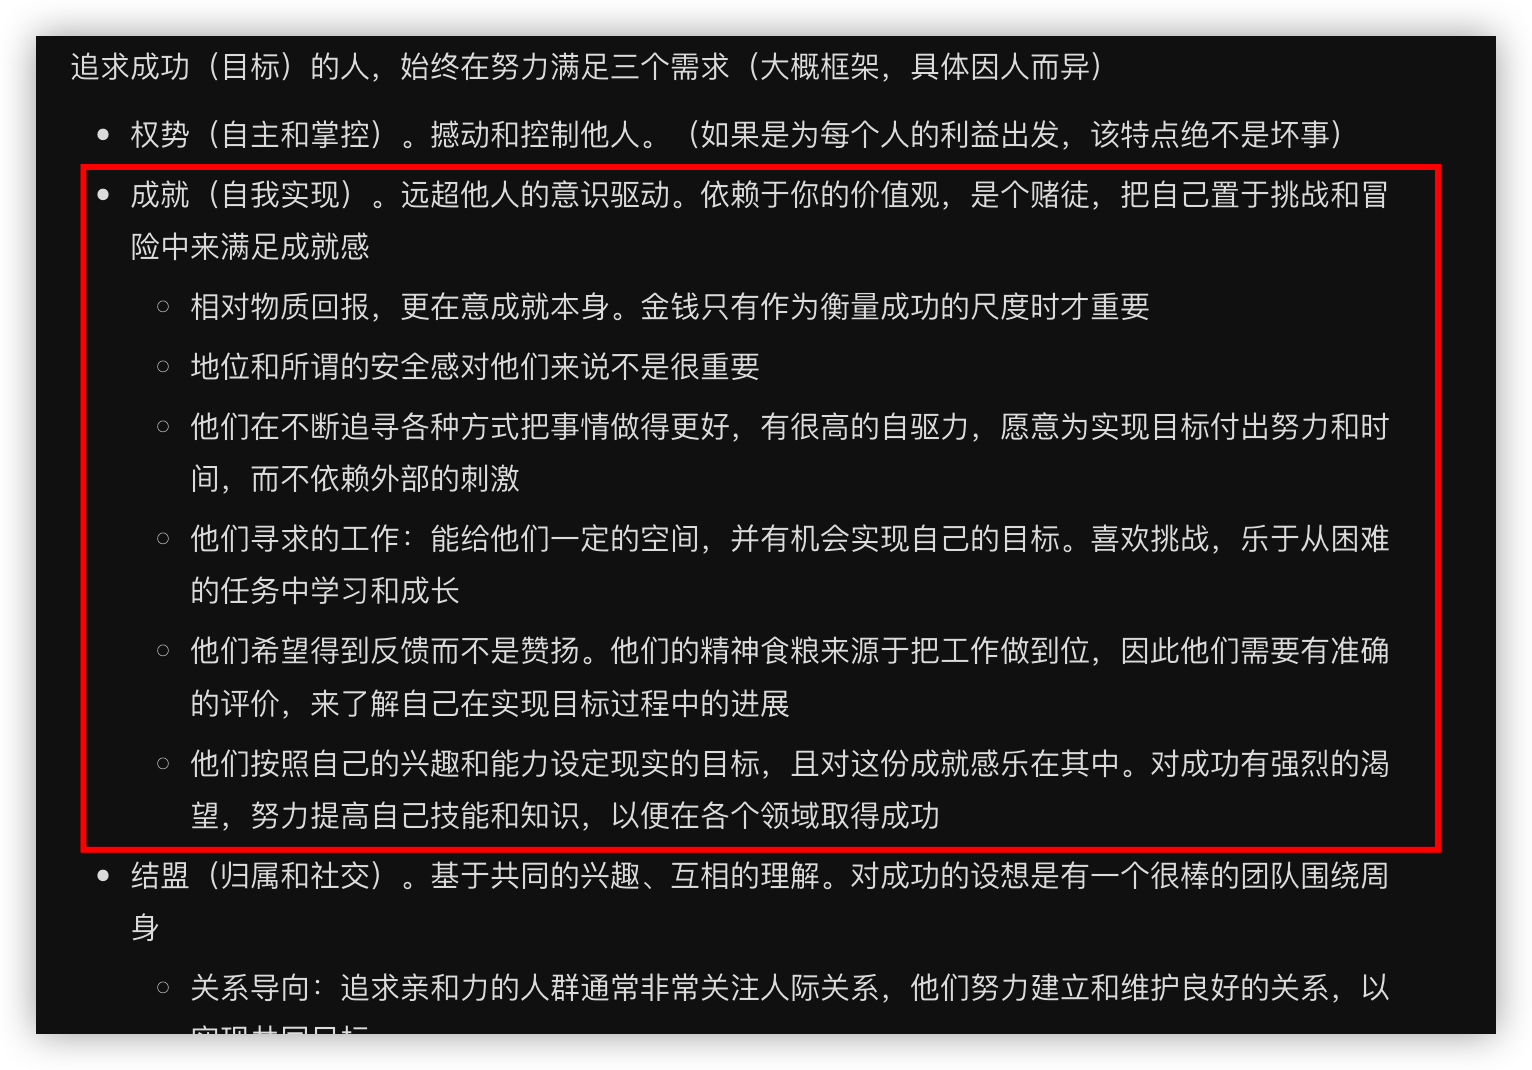 追求成功（目标）的人，始终在努力满足三个需求（大概框架，具体因人而异）
权势（自主和掌控）。撼动和控制他人。（如果是为每个人的利益出发，该特点绝不是坏事）
成就（自我实现）。远超他人的意识驱动。依赖于你的价值观，是个赌徒，把自己置于挑战和冒
险中来满足成就感
相对物质回报，更在意成就本身。金钱只有作为衡量成功的尺度时才重要
地位和所谓的安全感对他们来说不是很重要
他们在不断追寻各种方式把事情做得更好，有很高的自驱力，愿意为实现目标付出努力和时
间，而不依赖外部的刺激
他们寻求的工作：能给他们一定的空间，并有机会实现自己的目标。喜欢挑战，乐于从困难
的任务中学习和成长
他们希望得到反馈而不是赞扬。他们的精神食粮来源于把工作做到位，因此他们需要有准确
的评价，来了解自己在实现目标过程中的进展
他们按照自己的兴趣和能力设定现实的目标，且对这份成就感乐在其中。对成功有强烈的渴
望，努力提高自己技能和知识，以便在各个领域取得成功
结盟（归属和社交）。基于共同的兴趣、互相的理解。对成功的设想是有一个很棒的团队围绕周
身
关系导向：追求亲和力的人群通常非常关注人际关系，他们努力建立和维护良好的关系，以
实现共同目标